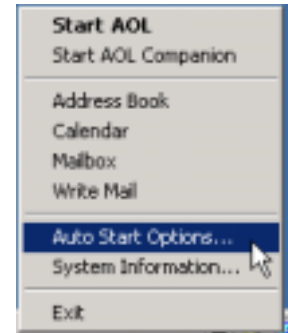 Start AOL
Start AOL Companion
Address Book
Calendar
Mailbox
Write Mail
Auto Start Options...
System Information...
Exit